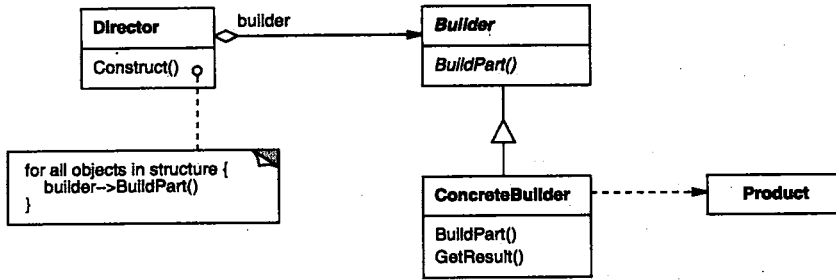 Director
Construct()
builder
Builder
BuildPart()
for all objects in structure {
builder->BuildPart()
}
ConcreteBuilder
BuildPart()
GetResult()
Product